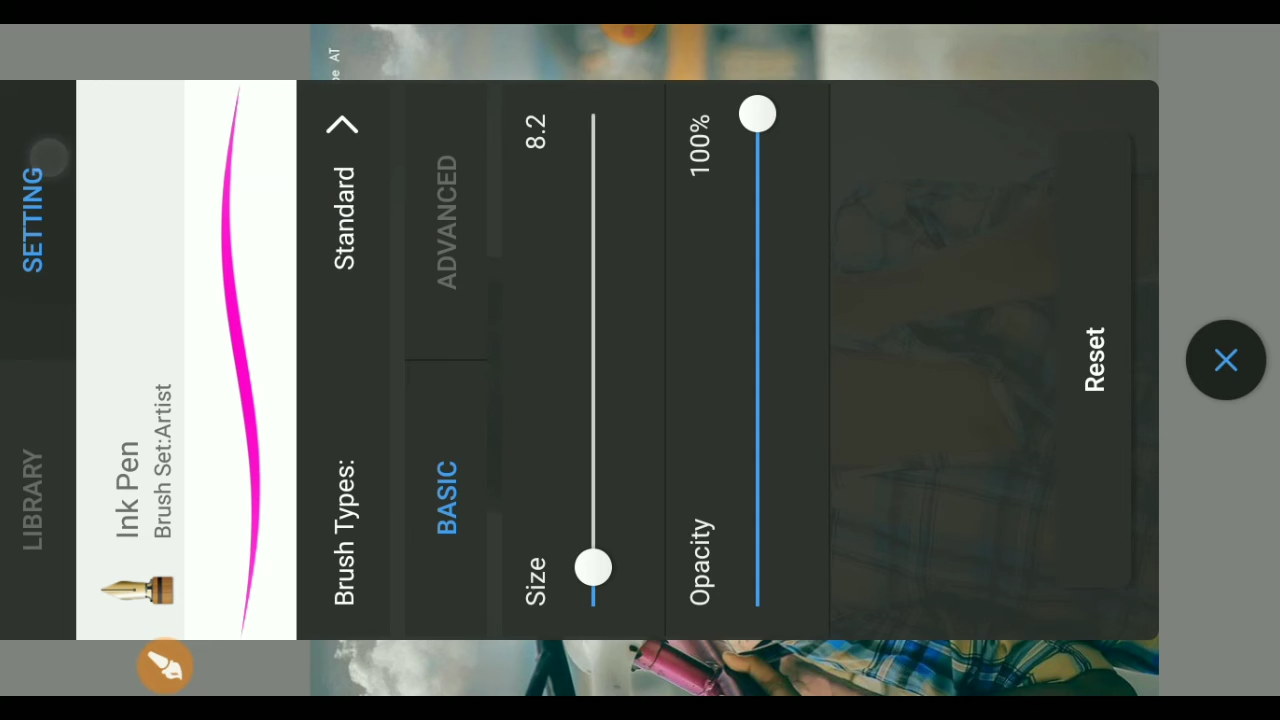 LIBRARY SETTING
Ink Pen
Brush Set:Artist
Brush Types: Standard
BASIC ADVANCED
Size 8.2
Opacity 100%
Reset